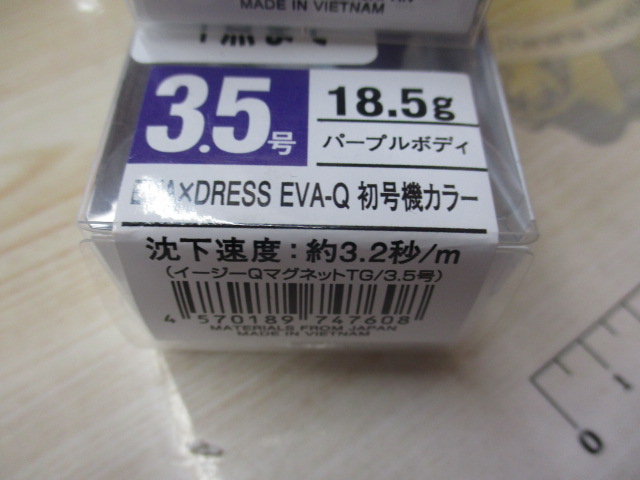 MADE IN VIETNAM
3.5号
18.5g
パープルボディ
EVA×DRESS EVA-Q 初号機カラー
沈下速度：約3.2秒/m
(イージーQマグネットTG/3.5号)
4 570189 747608
MATERIALS FROM JAPAN
MADE IN VIETNAM
0
1